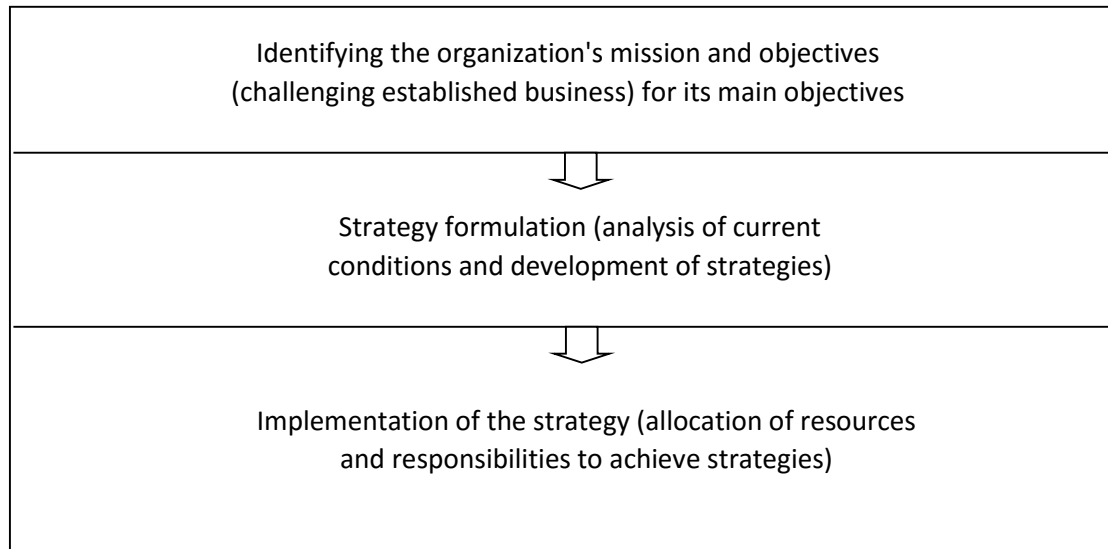 Identifying the organization's mission and objectives
(challenging established business) for its main objectives
Strategy formulation (analysis of current
conditions and development of strategies)
Implementation of the strategy (allocation of resources
and responsibilities to achieve strategies)